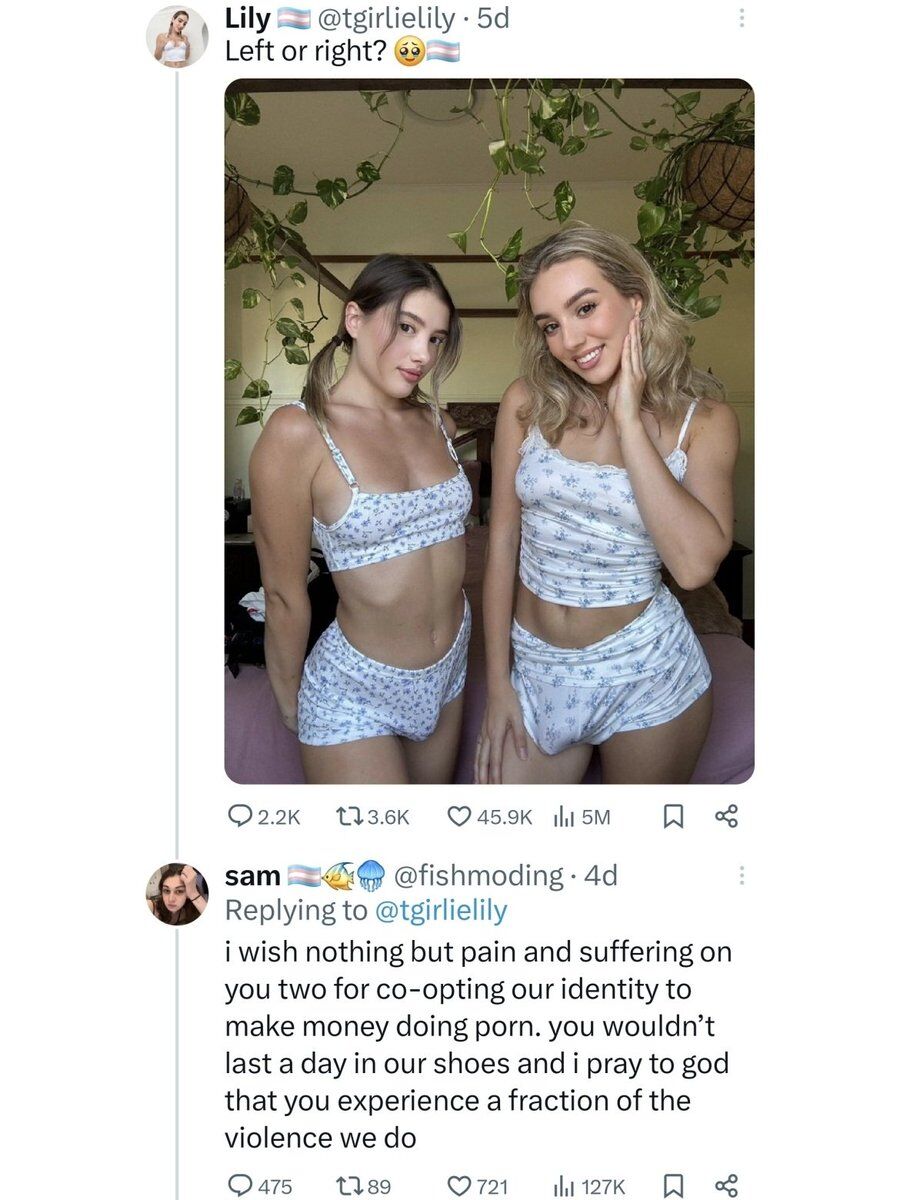 Lily 🏳️‍⚧️ @tgirlielily · 5d
Left or right? 🥹🏳️‍⚧️
2.2K 3.6K 45.9K 5M
sam 🏳️‍⚧️🐠🪼 @fishmoding · 4d
Replying to @tgirlielily
i wish nothing but pain and suffering on
you two for co-opting our identity to
make money doing porn. you wouldn’t
last a day in our shoes and i pray to god
that you experience a fraction of the
violence we do
475 89 721 127K